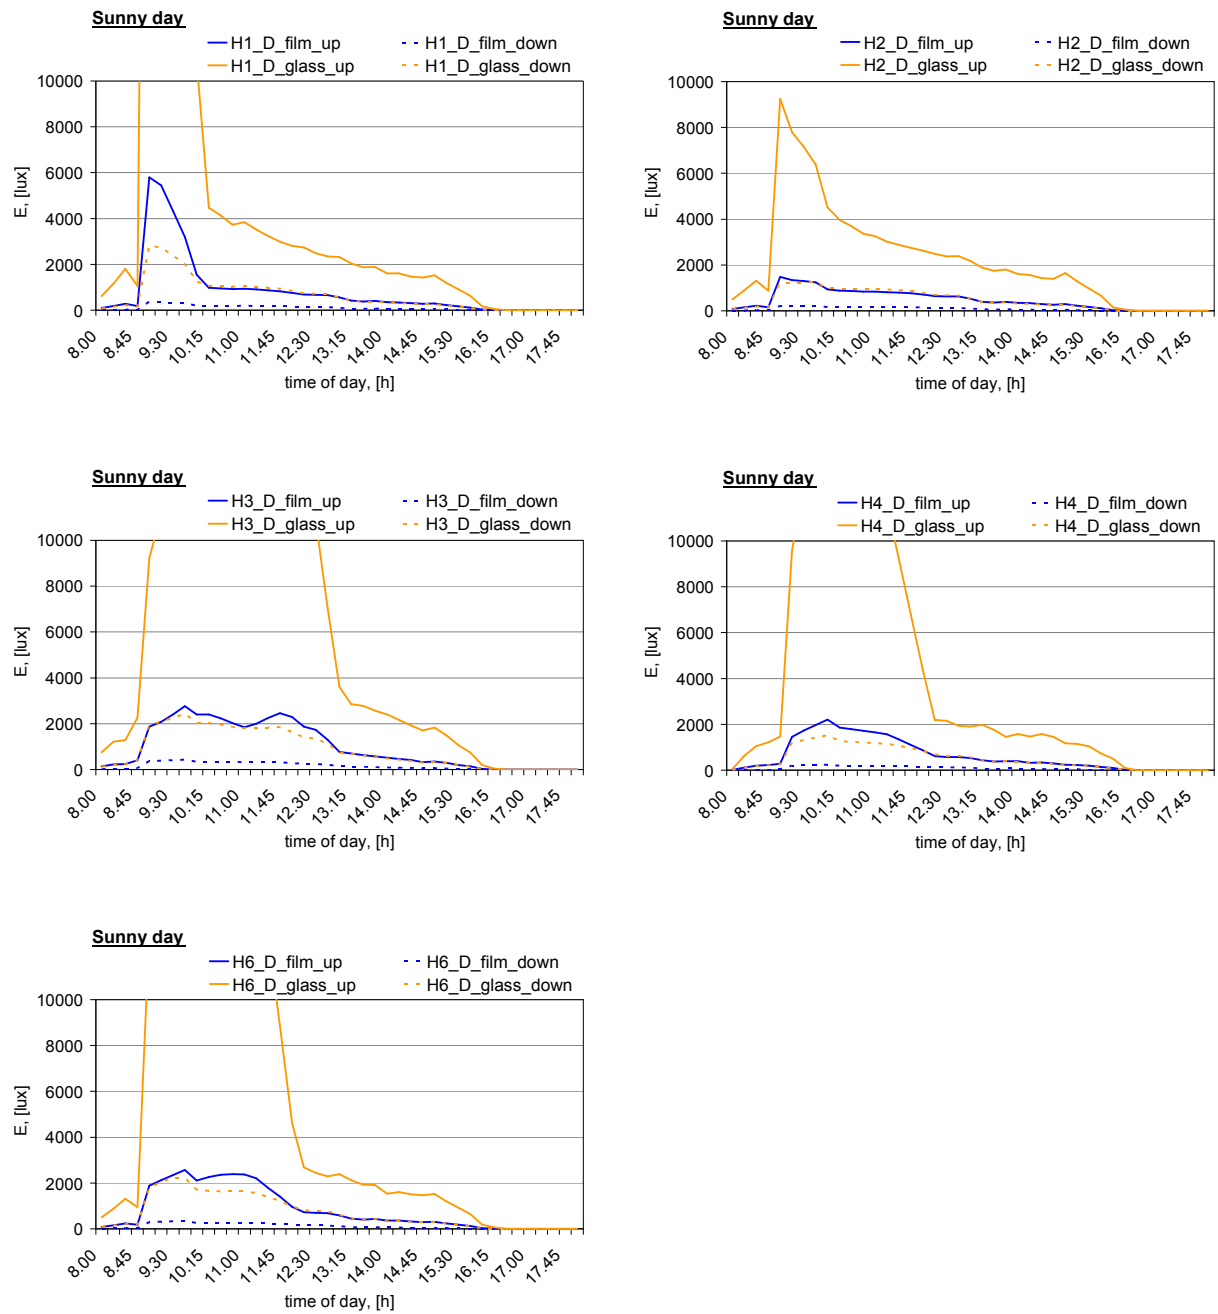 Sunny day
H1_D_film_up H1_D_film_down
H1_D_glass_up H1_D_glass_down
10000
8000
6000
4000
2000
0
E, [lux]
8.00 8.45 9.30 10.15 11.00 11.45 12.30 13.15 14.00 14.45 15.30 16.15 17.00 17.45
time of day, [h]
Sunny day
H2_D_film_up H2_D_film_down
H2_D_glass_up H2_D_glass_down
10000
8000
6000
4000
2000
0
E, [lux]
8.00 8.45 9.30 10.15 11.00 11.45 12.30 13.15 14.00 14.45 15.30 16.15 17.00 17.45
time of day, [h]
Sunny day
H3_D_film_up H3_D_film_down
H3_D_glass_up H3_D_glass_down
10000
8000
6000
4000
2000
0
E, [lux]
8.00 8.45 9.30 10.15 11.00 11.45 12.30 13.15 14.00 14.45 15.30 16.15 17.00 17.45
time of day, [h]
Sunny day
H4_D_film_up H4_D_film_down
H4_D_glass_up H4_D_glass_down
10000
8000
6000
4000
2000
0
E, [lux]
8.00 8.45 9.30 10.15 11.00 11.45 12.30 13.15 14.00 14.45 15.30 16.15 17.00 17.45
time of day, [h]
Sunny day
H6_D_film_up H6_D_film_down
H6_D_glass_up H6_D_glass_down
10000
8000
6000
4000
2000
0
E, [lux]
8.00 8.45 9.30 10.15 11.00 11.45 12.30 13.15 14.00 14.45 15.30 16.15 17.00 17.45
time of day, [h]